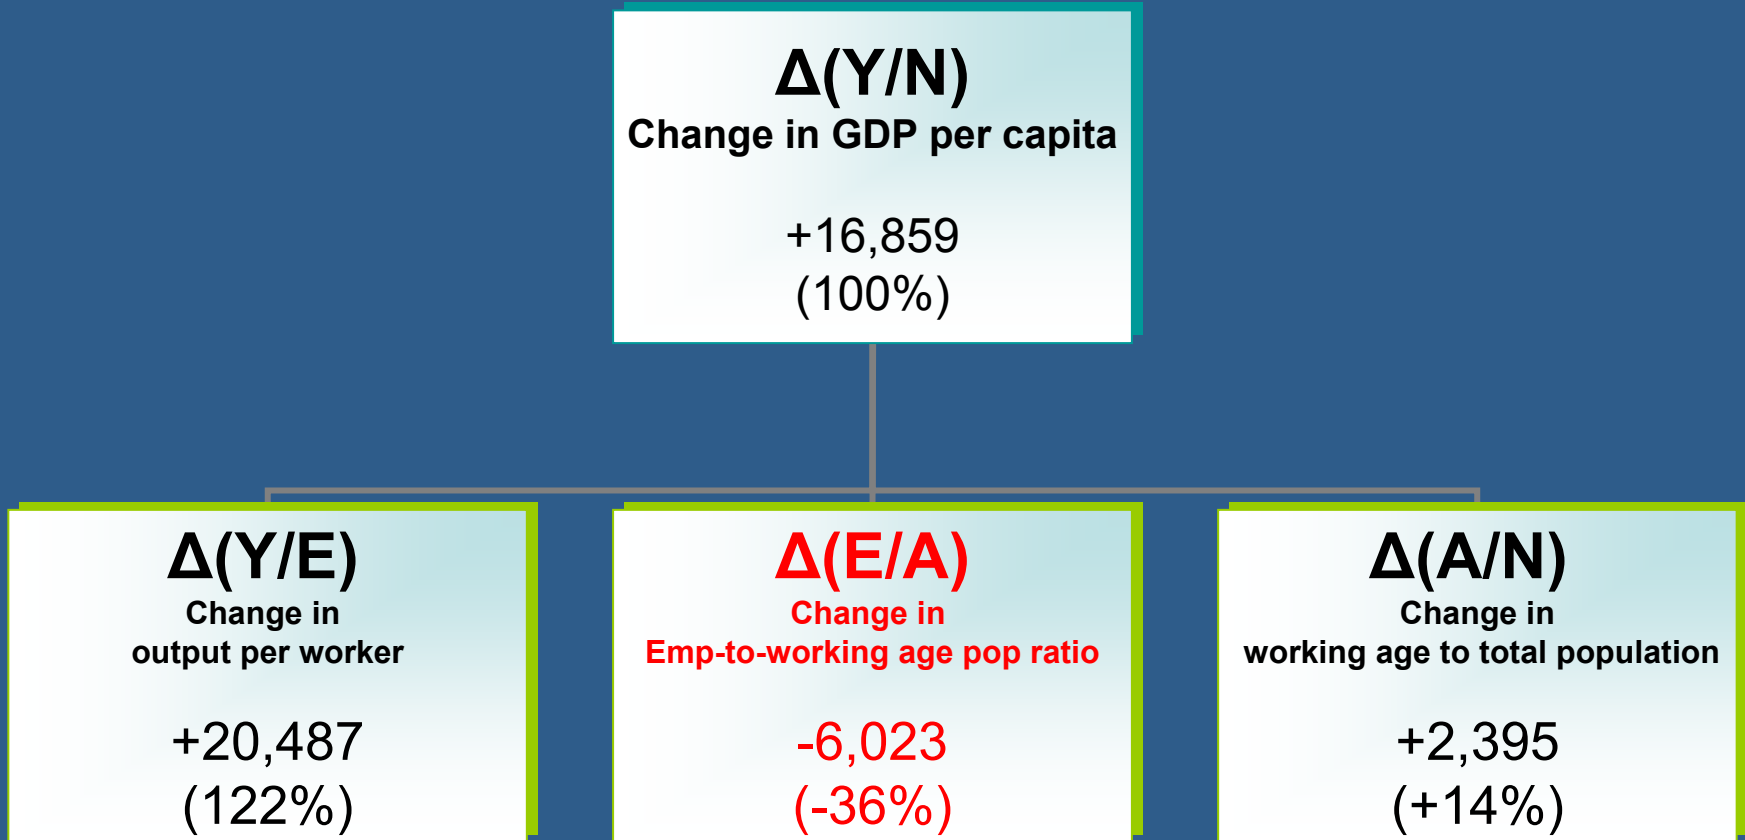 Δ(Y/N)
Change in GDP per capita
+16,859
(100%)
Δ(Y/E)
Change in
output per worker
+20,487
(122%)
Δ(E/A)
Change in
Emp-to-working age pop ratio
-6,023
(-36%)
Δ(A/N)
Change in
working age to total population
+2,395
(+14%)